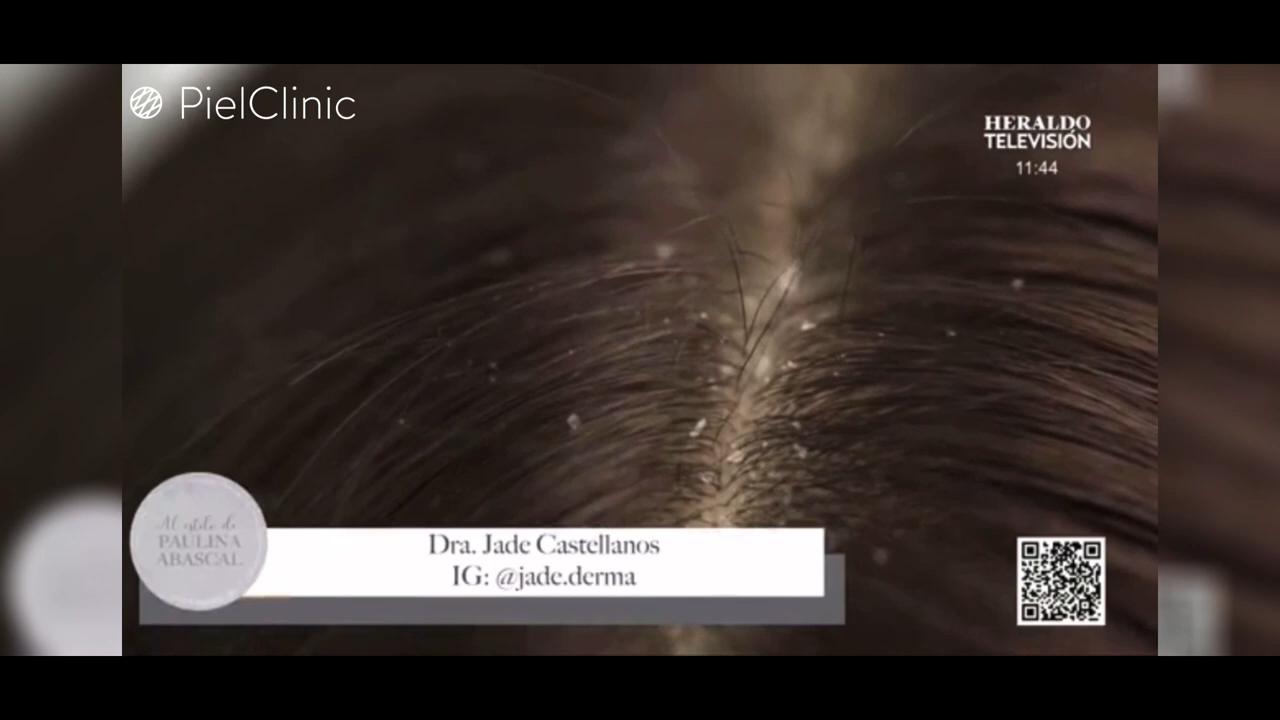 PielClinic
HERALDO
TELEVISIÓN
11:44
Al estilo de
PAULINA
ABASCAL
Dra. Jade Castellanos
IG: @jade.derma